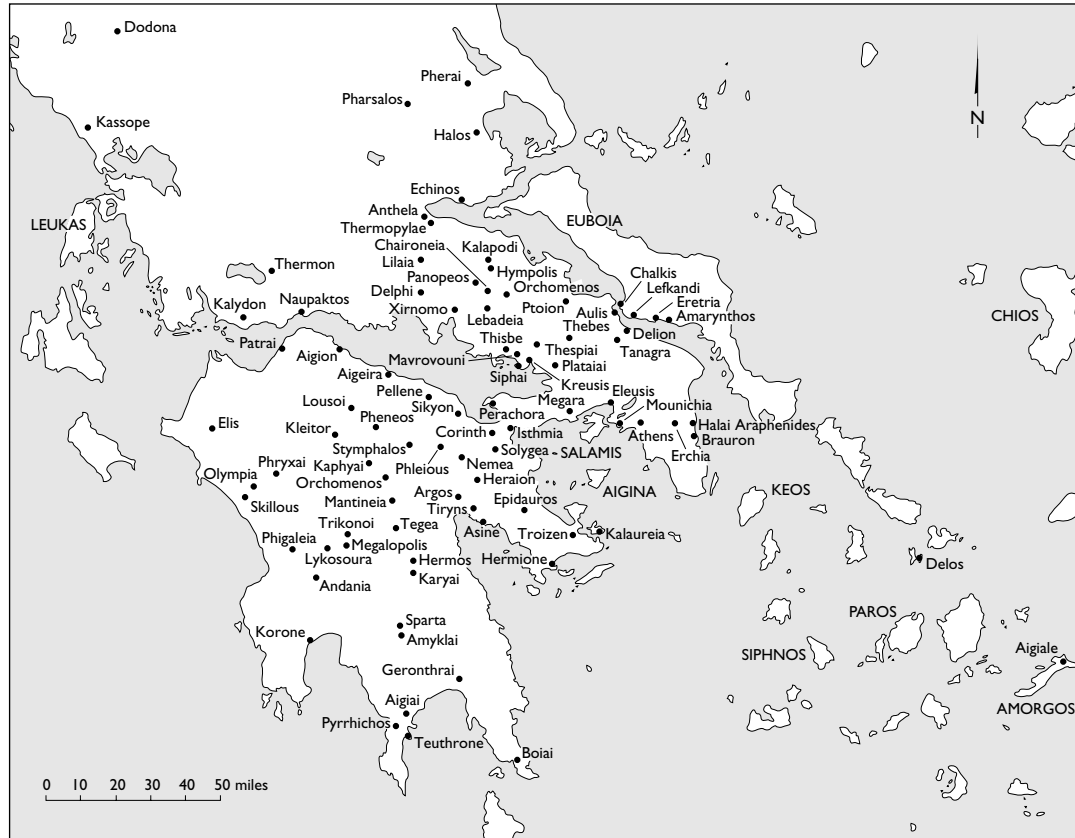 Dodona
Pherai
Pharsalos
Kassope
Halos
N
Echinos
Anthela
Thermopylae
EUBOIA
LEUKAS
Chaironeia
Kalapodi
Lilaia
Hympolis
Thermon
Panopeos
Orchomenos
Chalkis
Lefkandi
Delphi
Eretria
Kalydon
Naupaktos
Xirnomo
Ptoion
Aulis
Amarynthos
CHIOS
Lebadeia
Thebes
Delion
Patrai
Aigion
Thisbe
Thespiai
Tanagra
Mavrovouni
Plataiai
Aigeira
Siphai
Kreusis
Pellene
Eleusis
Lousoi
Sikyon
Perachora
Megara
Mounichia
Elis
Pheneos
Kleitor
Corinth
Isthmia
Athens
Halai Araphenides
Stymphalos
Solygea
SALAMIS
Erchia
Brauron
Phryxai
Kaphyai
Phleious
Nemea
Olympia
Orchomenos
Heraion
AIGINA
KEOS
Skillous
Mantineia
Argos
Epidauros
Tiryns
Trikonoi
Tegea
Asine
Troizen
Kalaureia
Phigaleia
Megalopolis
Lykosoura
Hermos
Hermione
Delos
Andania
Karyai
PAROS
Sparta
Korone
Amyklai
SIPHNOS
Aigiale
Geronthrai
Aigiai
AMORGOS
Pyrrhichos
Teuthrone
Boiai
0 10 20 30 40 50 miles